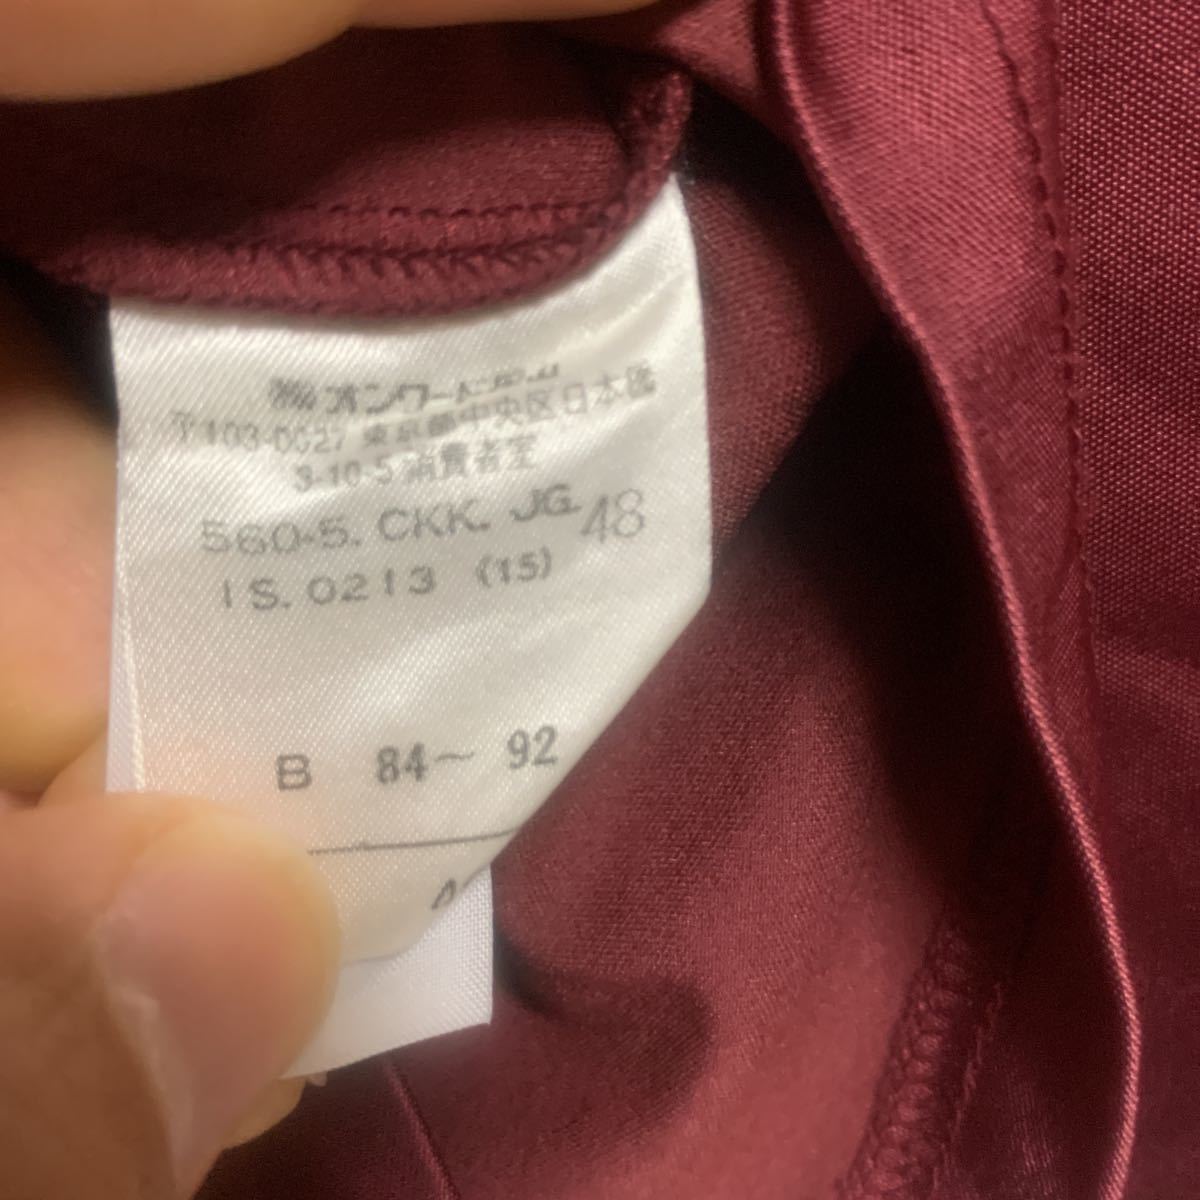 ㈱オンワード樫山
〒103-0027 東京都中央区日本橋
3-10-5 消費者室
560-5. CKK. JG. 48
IS. 0213 (15)
B 84～ 92